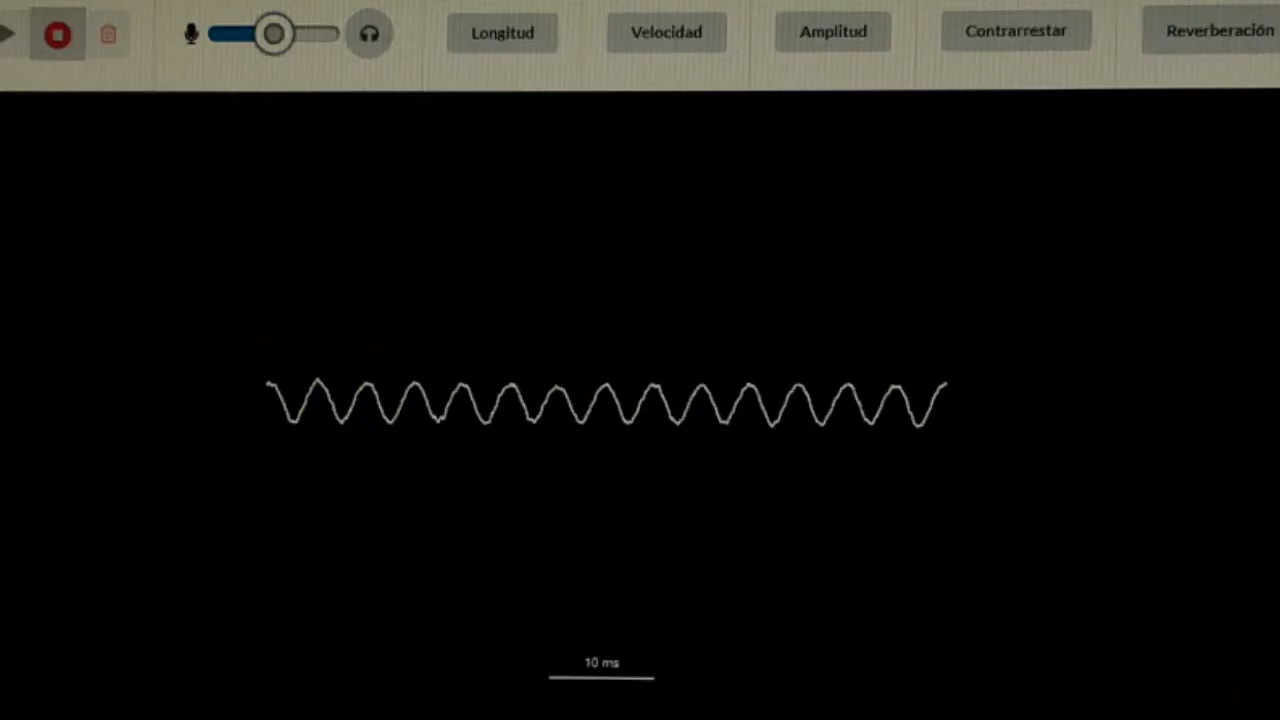 Longitud
Velocidad
Amplitud
Contrarrestar
Reverberación
10 ms